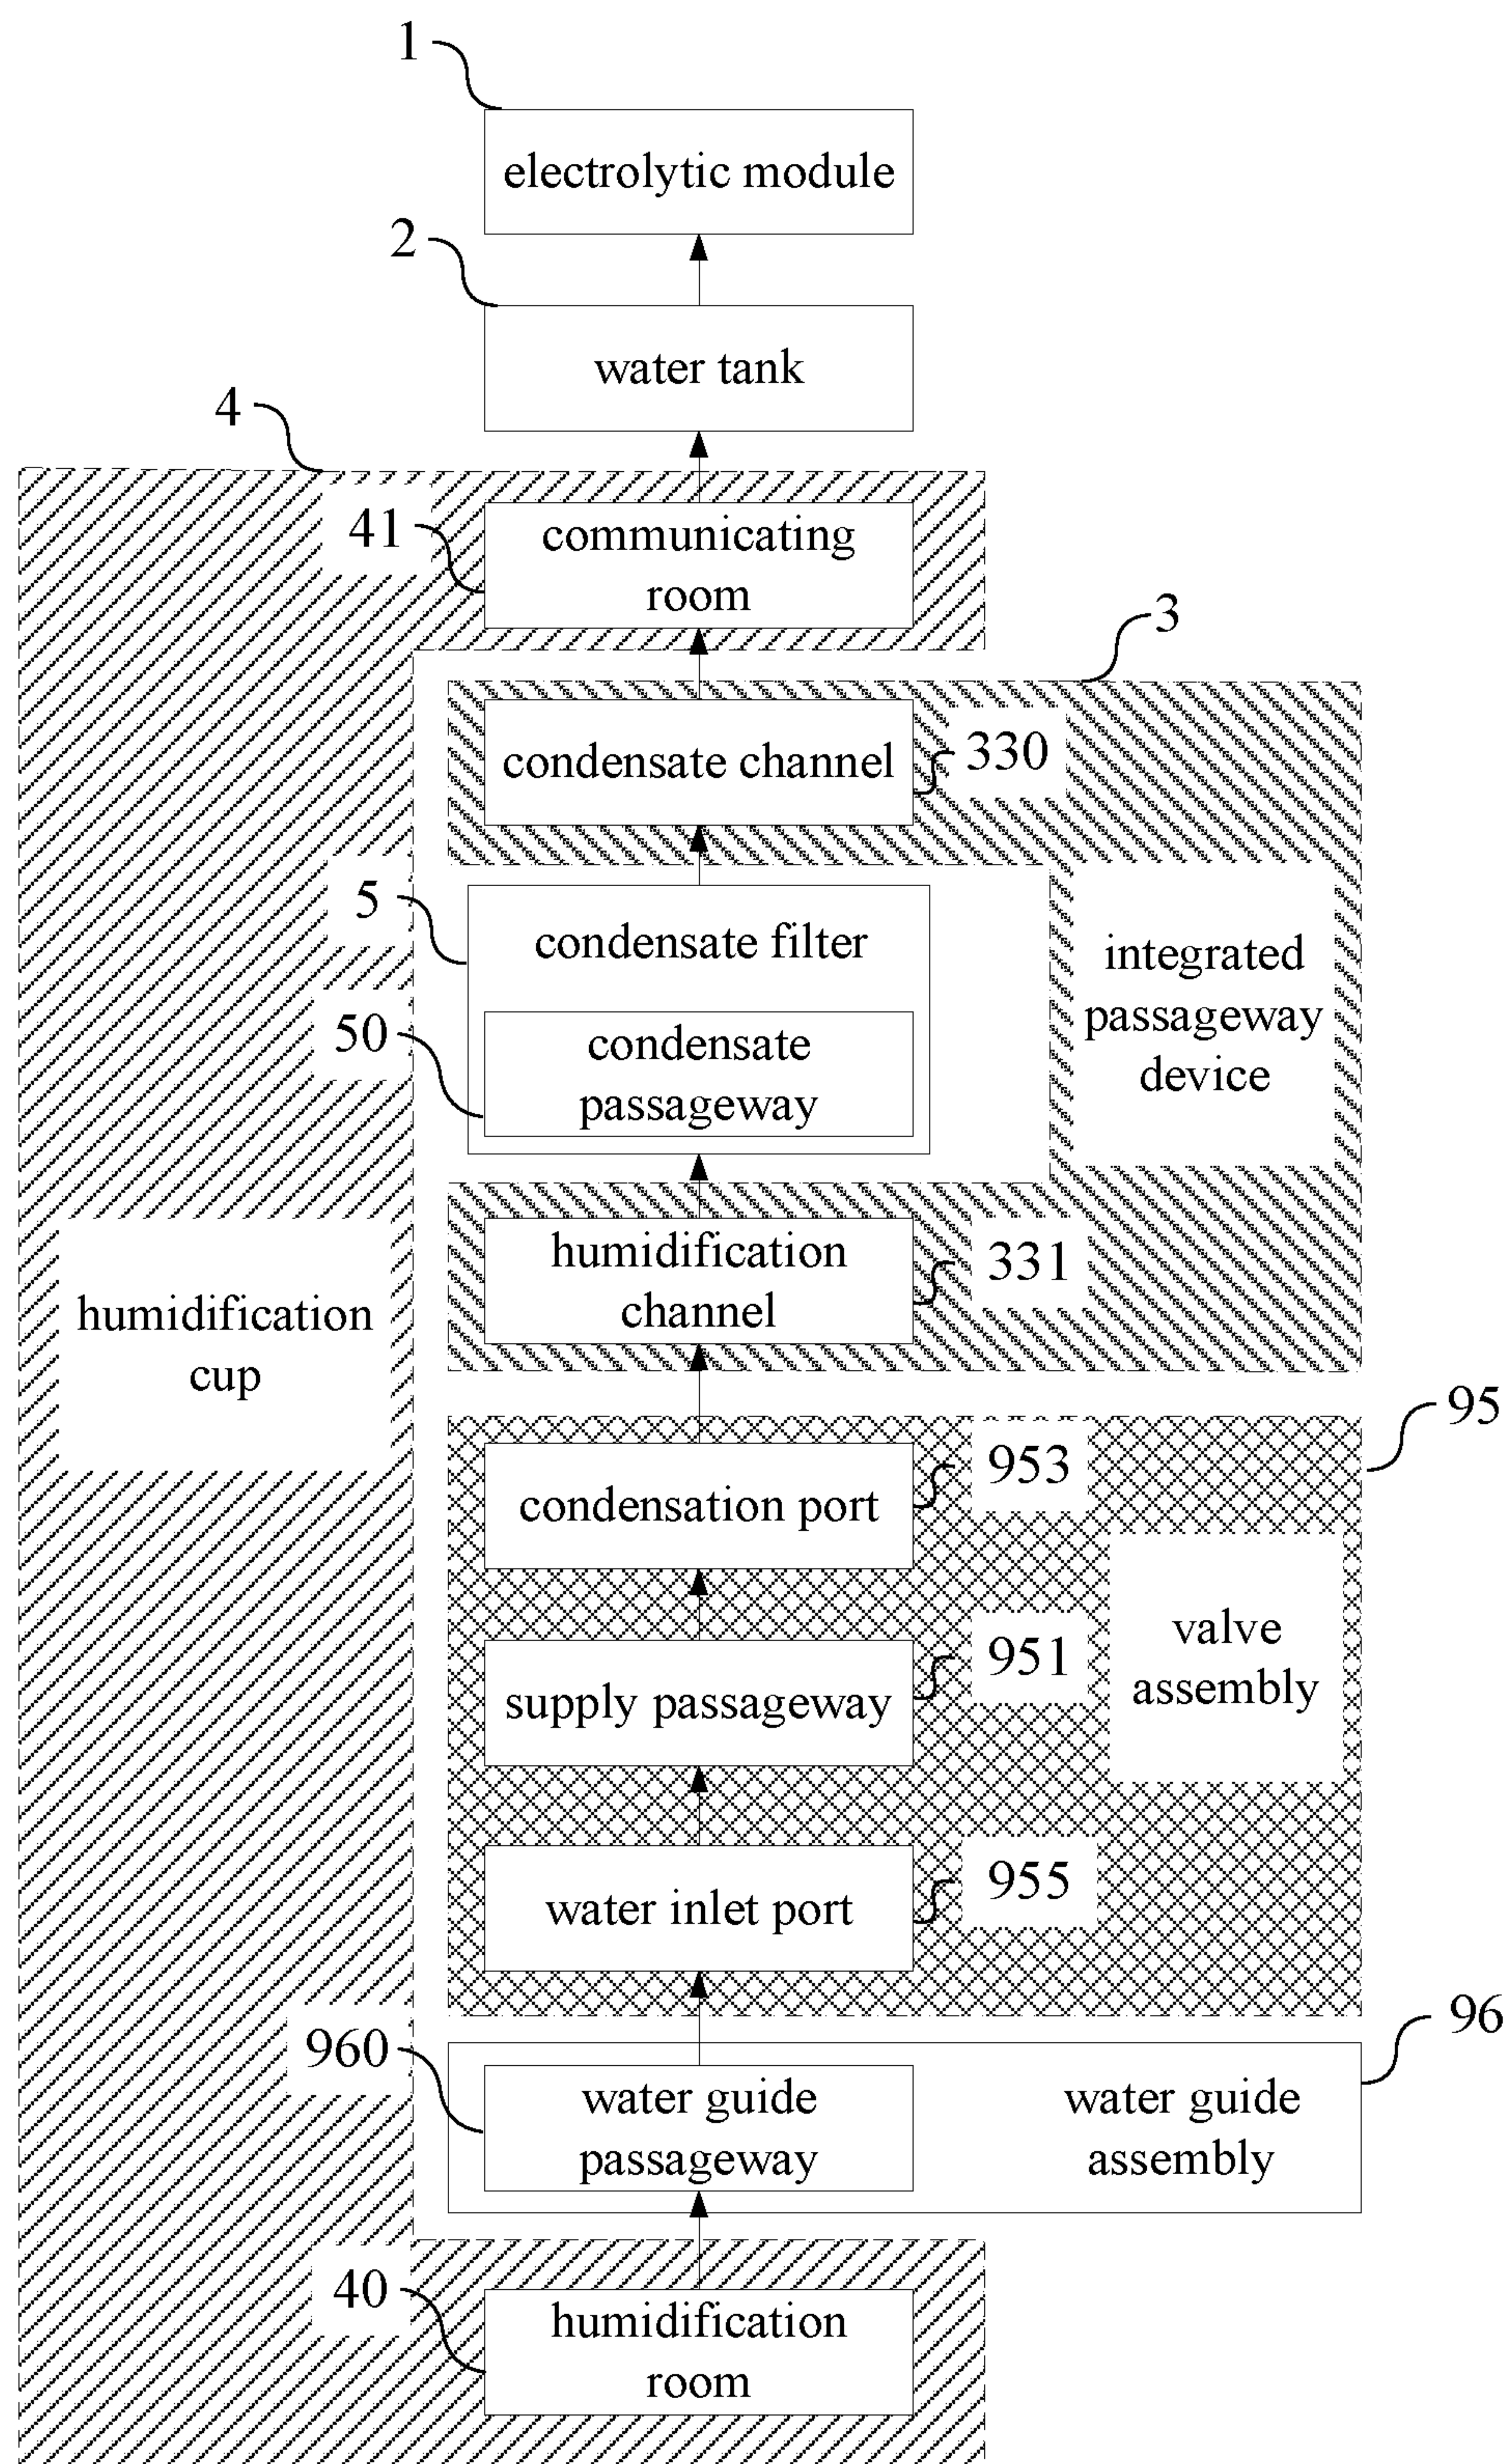 1
electrolytic module
2
water tank
4
41
communicating
room
3
condensate channel
330
5
condensate filter
integrated
passageway
device
50
condensate
passageway
humidification
channel
331
humidification
cup
95
953
condensation port
951
supply passageway
valve
assembly
955
water inlet port
96
960
water guide
passageway
water guide
assembly
40
humidification
room